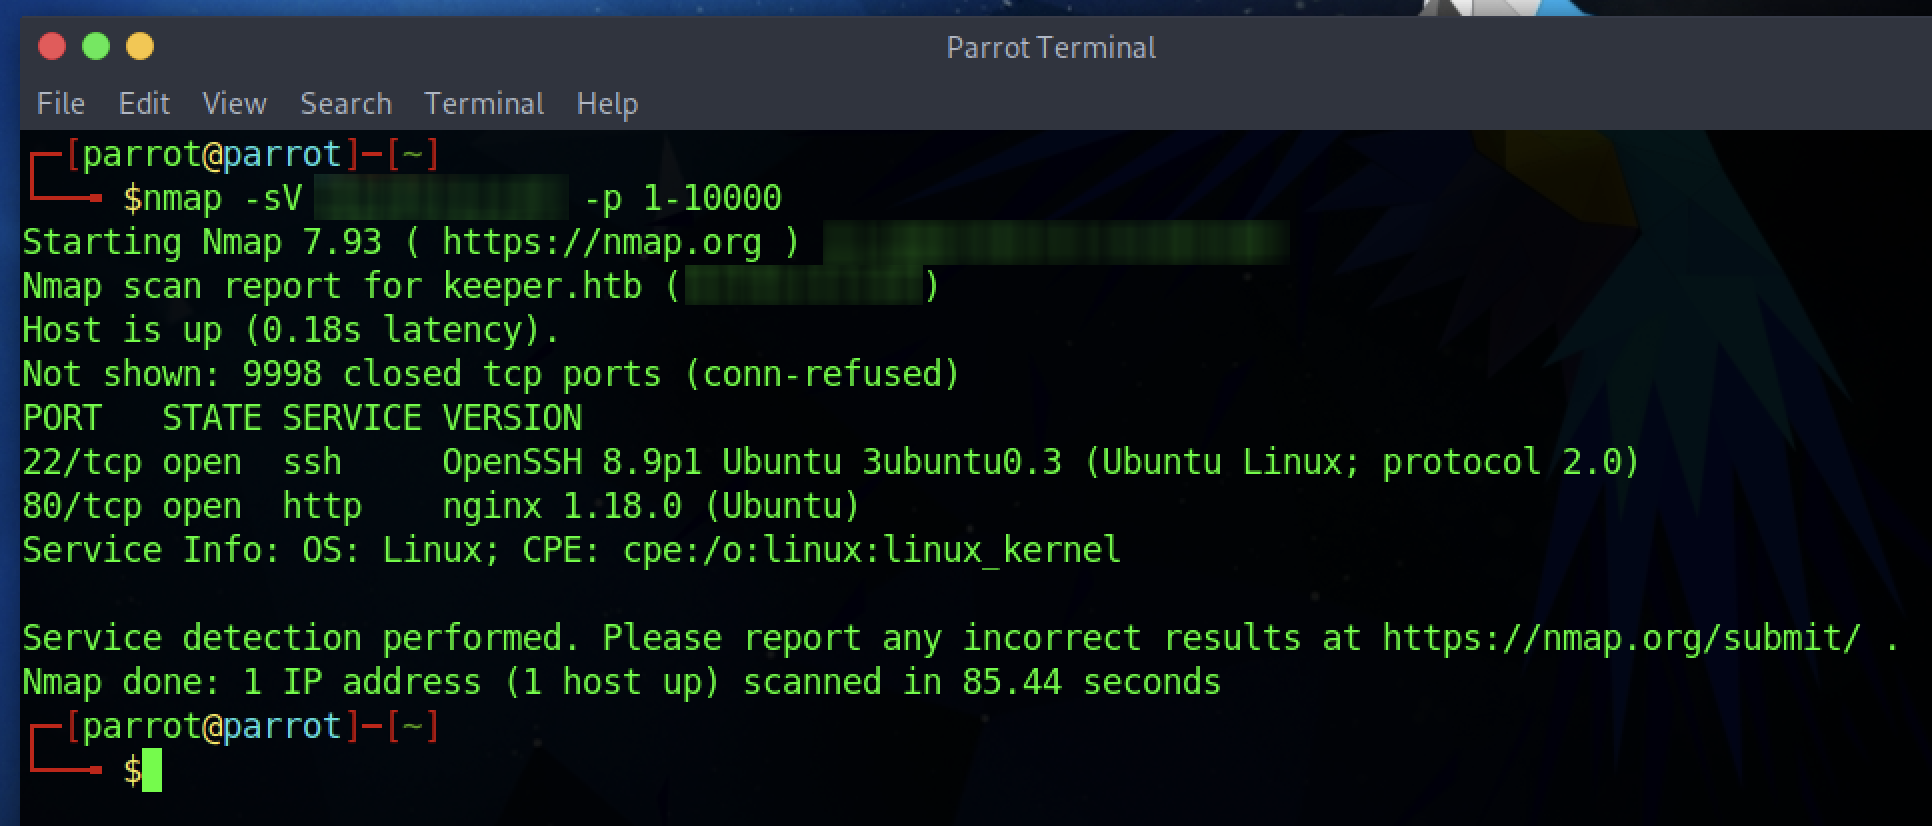 Parrot Terminal
File Edit View Search Terminal Help
[parrot@parrot]-[~]
$nmap -sV -p 1-10000
Starting Nmap 7.93 ( https://nmap.org )
Nmap scan report for keeper.htb ( )
Host is up (0.18s latency).
Not shown: 9998 closed tcp ports (conn-refused)
PORT   STATE SERVICE VERSION
22/tcp open  ssh     OpenSSH 8.9p1 Ubuntu 3ubuntu0.3 (Ubuntu Linux; protocol 2.0)
80/tcp open  http    nginx 1.18.0 (Ubuntu)
Service Info: OS: Linux; CPE: cpe:/o:linux:linux_kernel
Service detection performed. Please report any incorrect results at https://nmap.org/submit/ .
Nmap done: 1 IP address (1 host up) scanned in 85.44 seconds
[parrot@parrot]-[~]
$